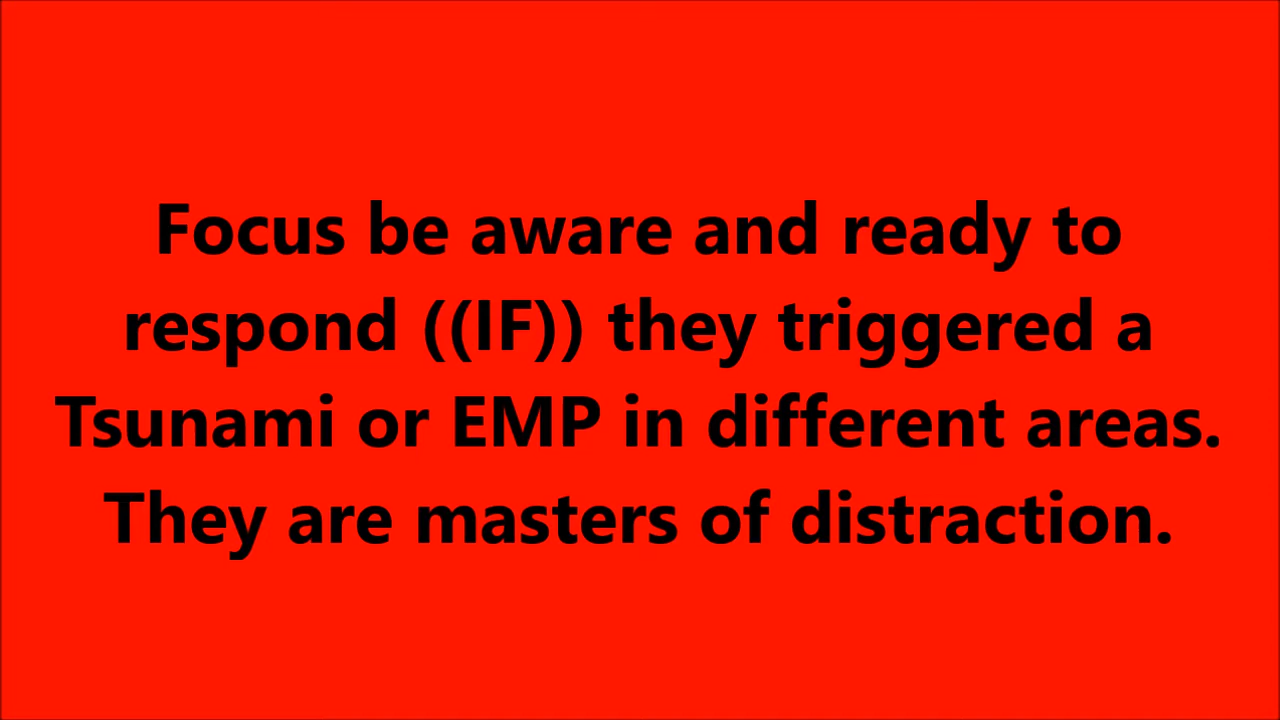 Focus be aware and ready to
respond ((IF)) they triggered a
Tsunami or EMP in different areas.
They are masters of distraction.